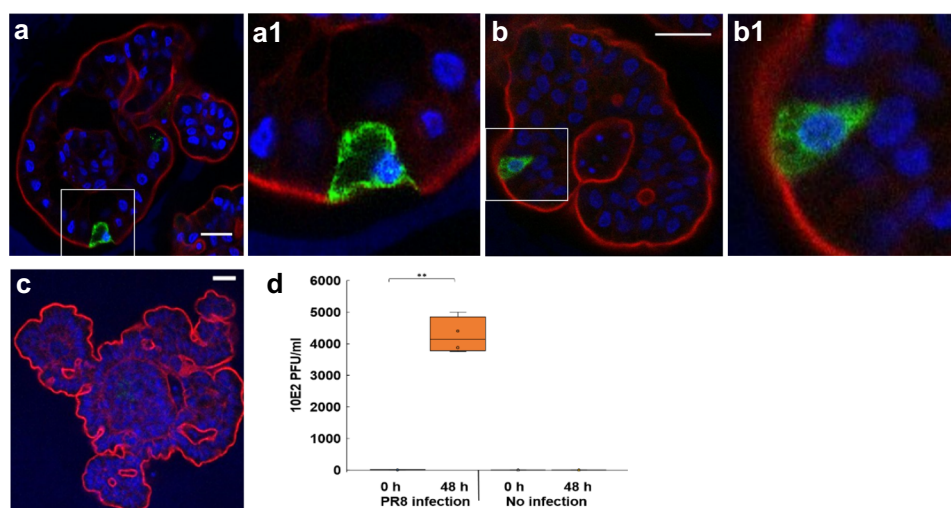 a
a1
b
b1
c
d
**
6000
5000
4000
3000
2000
1000
0
10E2 PFU/ml
0 h 48 h 0 h 48 h
PR8 infection No infection